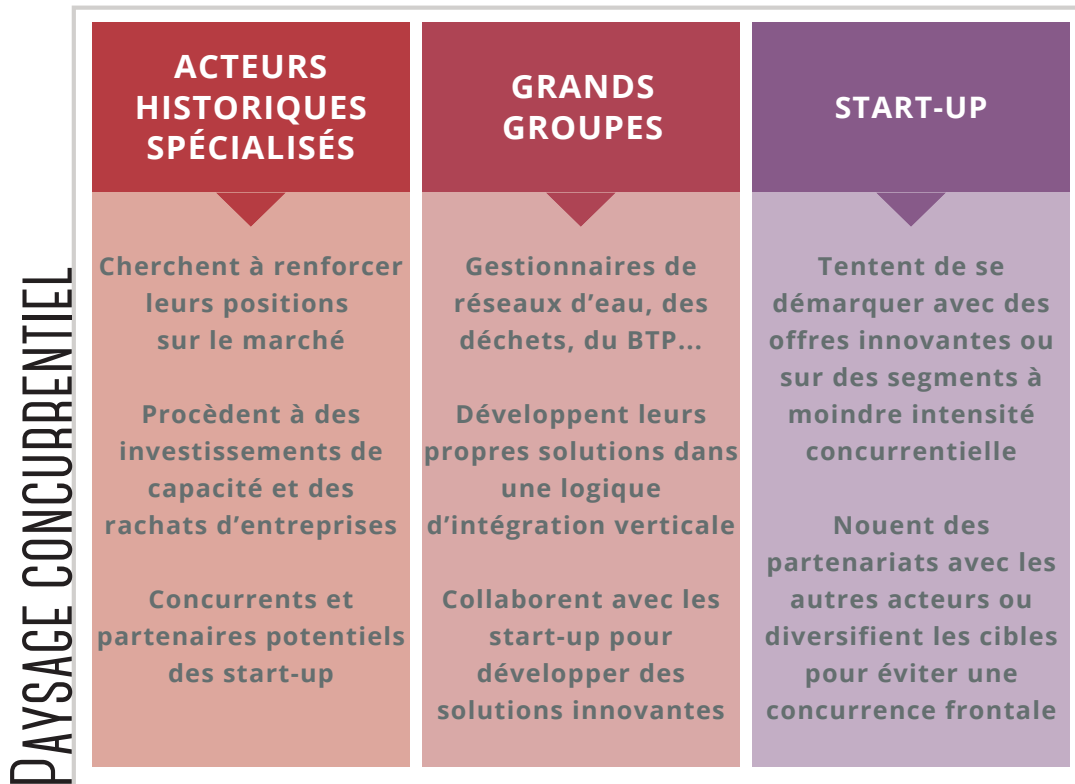 PAYSAGE CONCURRENTIEL
ACTEURS
HISTORIQUES
SPÉCIALISÉS
Cherchent à renforcer
leurs positions
sur le marché
Procèdent à des
investissements de
capacité et des
rachats d’entreprises
Concurrents et
partenaires potentiels
des start-up
GRANDS
GROUPES
Gestionnaires de
réseaux d’eau, des
déchets, du BTP...
Développent leurs
propres solutions dans
une logique
d’intégration verticale
Collaborent avec les
start-up pour
développer des
solutions innovantes
START-UP
Tentent de se
démarquer avec des
offres innovantes ou
sur des segments à
moindre intensité
concurrentielle
Nouent des
partenariats avec les
autres acteurs ou
diversifient les cibles
pour éviter une
concurrence frontale